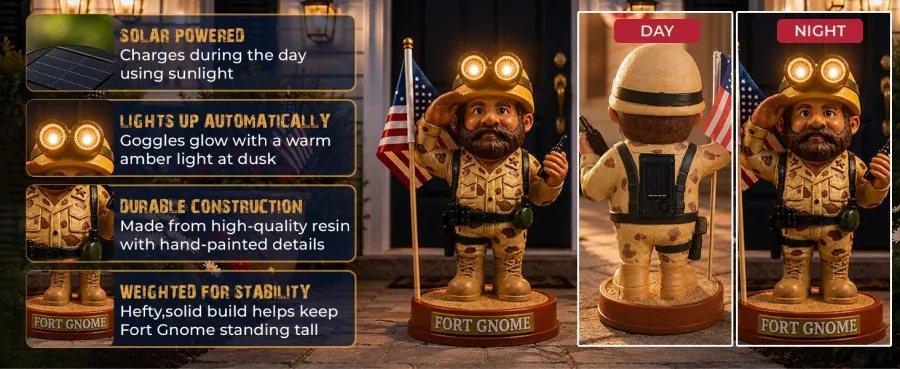 SOLAR POWERED
Charges during the day
using sunlight
LIGHTS UP AUTOMATICALLY
Goggles glow with a warm
amber light at dusk
DURABLE CONSTRUCTION
Made from high-quality resin
with hand-painted details
WEIGHTED FOR STABILITY
Hefty,solid build helps keep
Fort Gnome standing tall
FORT GNOME
FORT GNOME
DAY
NIGHT
FORT GNOME